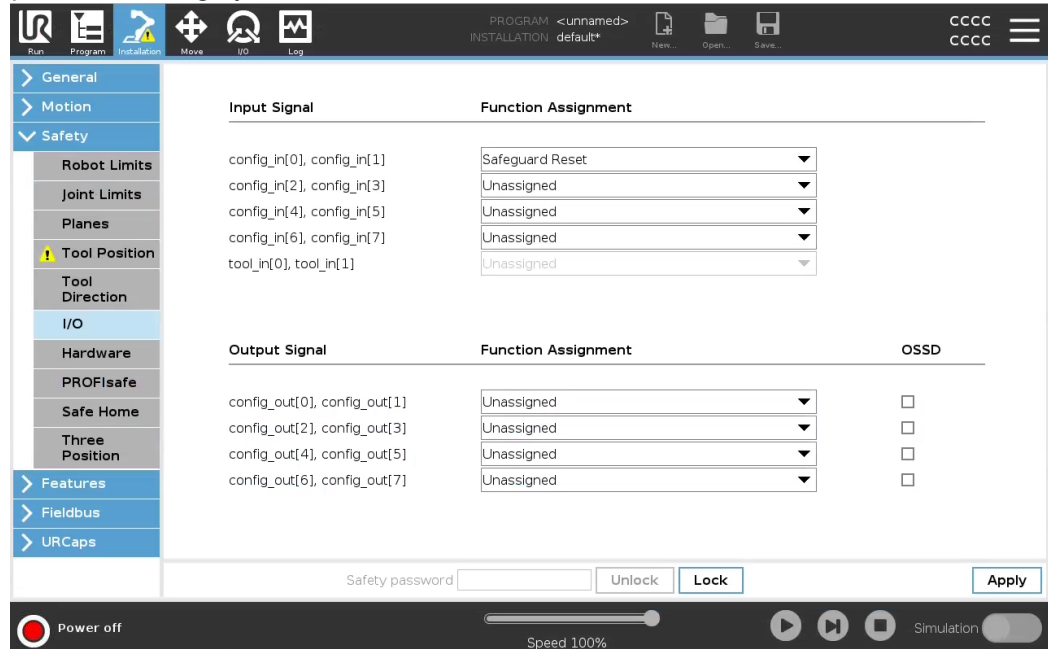 PROGRAM <unnamed>
INSTALLATION default*
CCCC
CCCC
Run Program Installation Move I/O Log New... Open... Save...
General
Motion
Safety
Robot Limits
Joint Limits
Planes
Tool Position
Tool
Direction
I/O
Hardware
PROFIsafe
Safe Home
Three
Position
Features
Fieldbus
URCaps
Input Signal Function Assignment
config_in[0], config_in[1] Safeguard Reset
config_in[2], config_in[3] Unassigned
config_in[4], config_in[5] Unassigned
config_in[6], config_in[7] Unassigned
tool_in[0], tool_in[1] Unassigned
Output Signal Function Assignment OSSD
config_out[0], config_out[1] Unassigned
config_out[2], config_out[3] Unassigned
config_out[4], config_out[5] Unassigned
config_out[6], config_out[7] Unassigned
Safety password Unlock Lock Apply
Power off Speed 100% Simulation